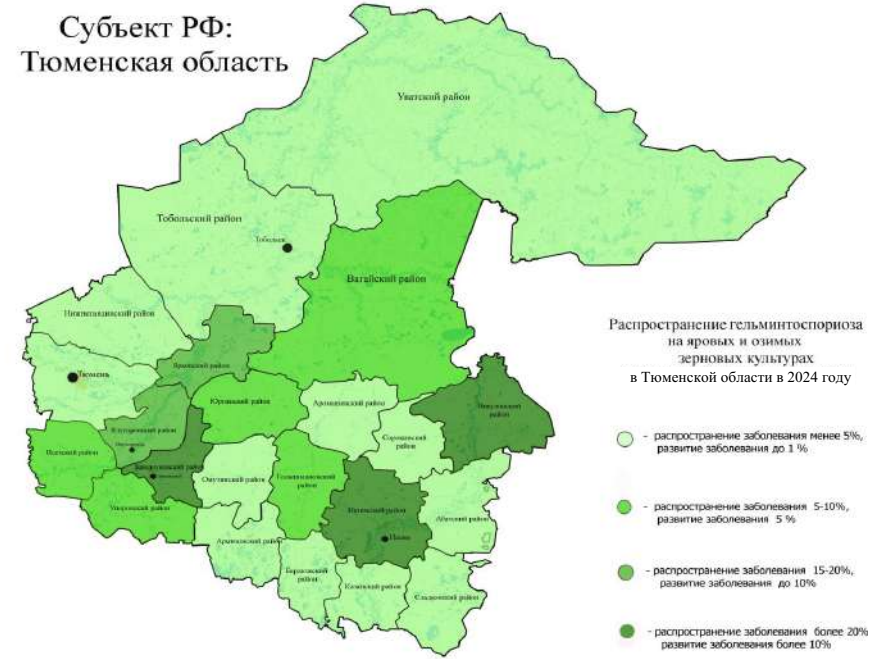 Субъект РФ:
Тюменская область
Уватский район
Тобольский район
Тобольск
Вагайский район
Нижнетавдинский район
Распространение гельминтоспориоза
на яровых и озимых
зерновых культурах
в Тюменской области в 2024 году
Тюмень
Ярковский район
Юргинский район
Аромашевский район
Викуловский
район
Сорокинский
район
- распространение заболевания менее 5%,
развитие заболевания до 1 %
Исетский район
Омутинский район
Голышмановский
район
- распространение заболевания 5-10%,
развитие заболевания 5 %
Упоровский район
Ишимский район
Абатский район
Ишим
Армизонский район
- распространение заболевания 15-20%,
развитие заболевания до 10%
Бердюжский
район
Казанский район
Сладковский район
- распространение заболевания более 20%
развитие заболевания более 10%